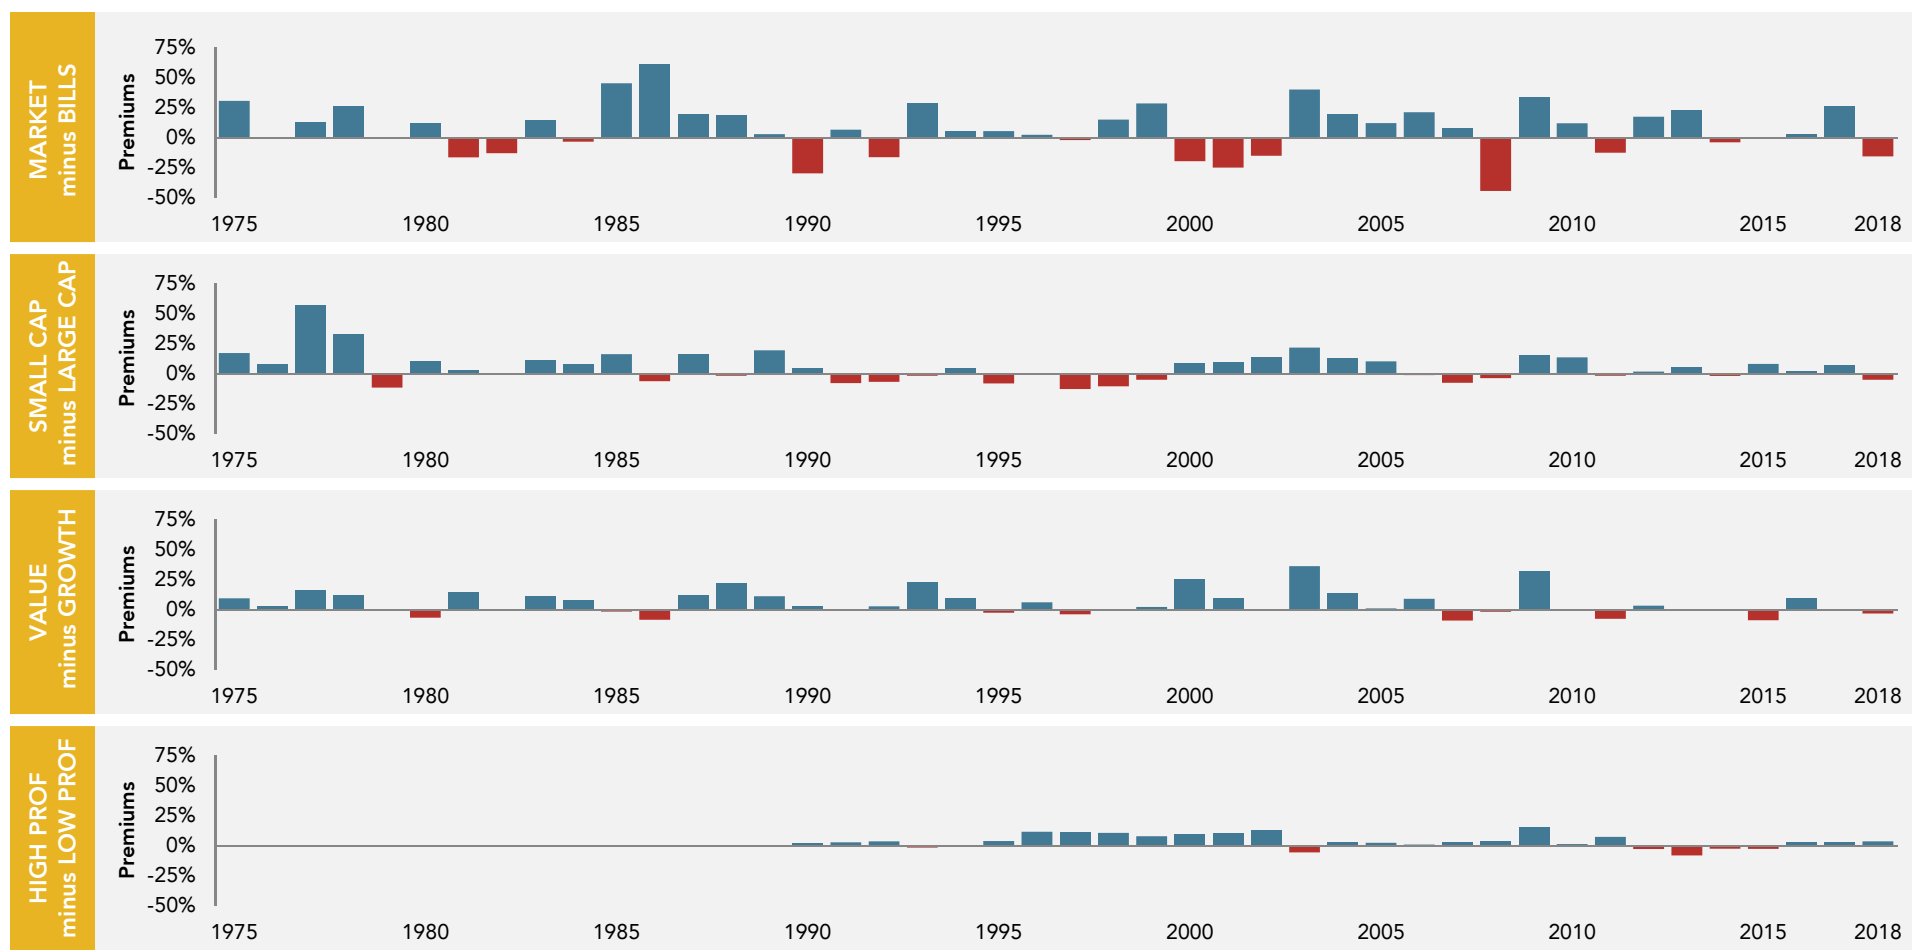 MARKET
minus BILLS
Premiums
75%
50%
25%
0%
-25%
-50%
1975 1980 1985 1990 1995 2000 2005 2010 2015 2018
SMALL CAP
minus LARGE CAP
Premiums
75%
50%
25%
0%
-25%
-50%
1975 1980 1985 1990 1995 2000 2005 2010 2015 2018
VALUE
minus GROWTH
Premiums
75%
50%
25%
0%
-25%
-50%
1975 1980 1985 1990 1995 2000 2005 2010 2015 2018
HIGH PROF
minus LOW PROF
Premiums
75%
50%
25%
0%
-25%
-50%
1975 1980 1985 1990 1995 2000 2005 2010 2015 2018